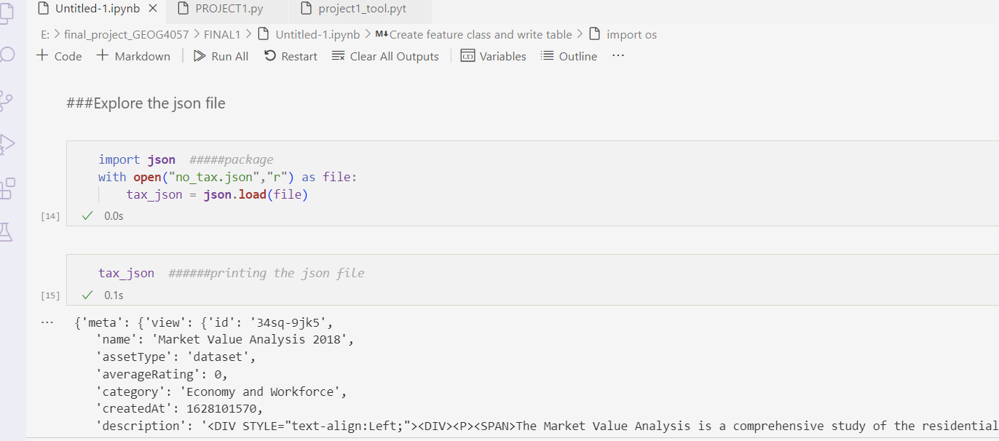 Untitled-1.ipynb × PROJECT1.py project1_tool.pyt
E: > final_project_GEOG4057 > FINAL1 > Untitled-1.ipynb > M↓Create feature class and write table > import os
+ Code + Markdown Run All Restart Clear All Outputs Variables Outline ...
###Explore the json file
import json #####package
with open("no_tax.json","r") as file:
tax_json = json.load(file)
[14] ✓ 0.0s
tax_json ######printing the json file
[15] ✓ 0.1s
... {'meta': {'view': {'id': '34sq-9jk5',
'name': 'Market Value Analysis 2018',
'assetType': 'dataset',
'averageRating': 0,
'category': 'Economy and Workforce',
'createdAt': 1628101570,
'description': '<DIV STYLE="text-align:Left;"><DIV><P><SPAN>The Market Value Analysis is a comprehensive study of the residential